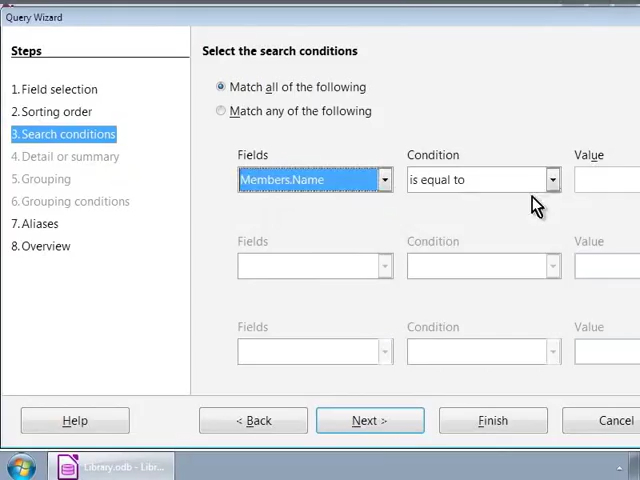 Query Wizard
Steps
1. Field selection
2. Sorting order
3. Search conditions
4. Detail or summary
5. Grouping
6. Grouping conditions
7. Aliases
8. Overview
Select the search conditions
Match all of the following
Match any of the following
Fields Condition Value
Members.Name is equal to
Fields Condition Value
Fields Condition Value
Help < Back Next > Finish Cancel
Library.odb - Libr...